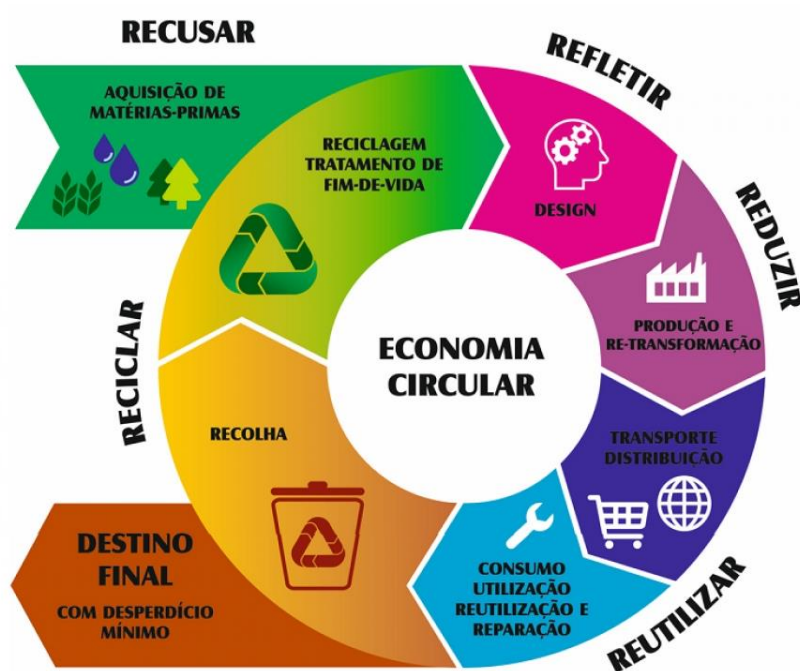 RECUSAR
AQUISIÇÃO DE
MATÉRIAS-PRIMAS
RECICLAGEM
TRATAMENTO DE
FIM-DE-VIDA
REFLETIR
DESIGN
REDUZIR
PRODUÇÃO E
RE-TRANSFORMAÇÃO
ECONOMIA
CIRCULAR
TRANSPORTE
DISTRIBUIÇÃO
REUTILIZAR
CONSUMO
UTILIZAÇÃO
REUTILIZAÇÃO E
REPARAÇÃO
RECICLAR
RECOLHA
DESTINO
FINAL
COM DESPERDÍCIO
MÍNIMO